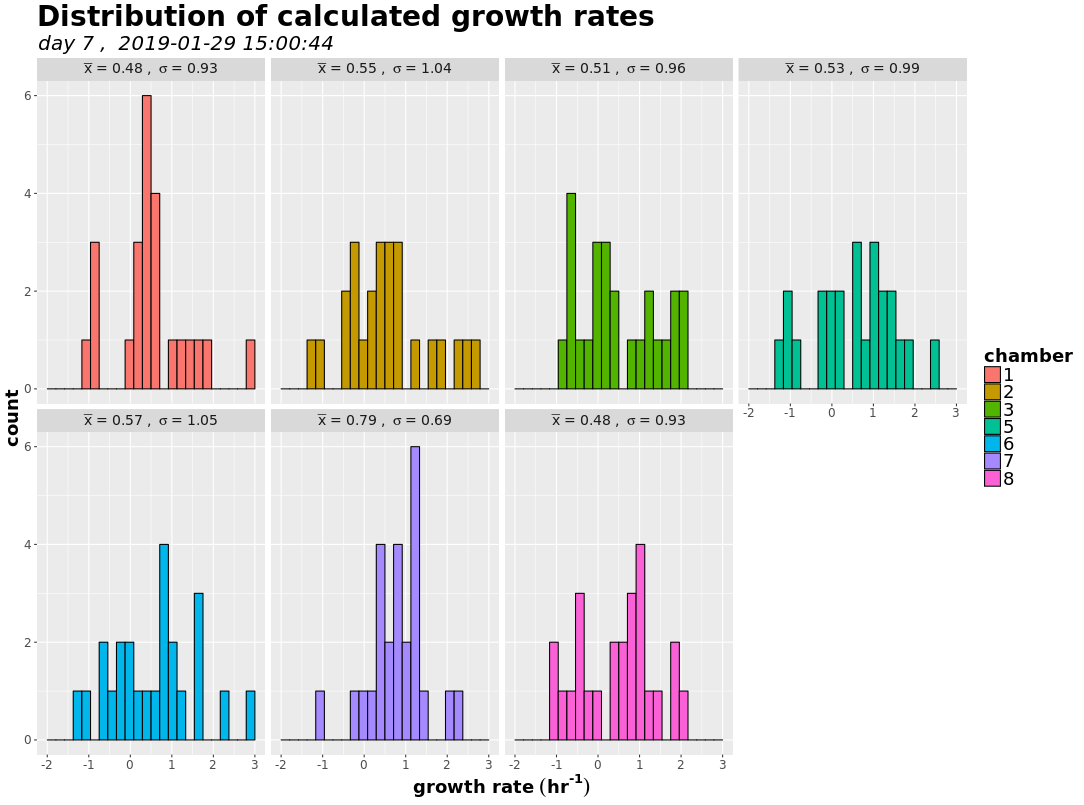 Distribution of calculated growth rates
day 7 ,  2019-01-29 15:00:44
x̅ = 0.48 ,  σ = 0.93
x̅ = 0.55 ,  σ = 1.04
x̅ = 0.51 ,  σ = 0.96
x̅ = 0.53 ,  σ = 0.99
6
4
2
0
-2 -1 0 1 2 3
x̅ = 0.57 ,  σ = 1.05
x̅ = 0.79 ,  σ = 0.69
x̅ = 0.48 ,  σ = 0.93
6
4
2
0
-2 -1 0 1 2 3
-2 -1 0 1 2 3
-2 -1 0 1 2 3
count
growth rate (hr⁻¹)
chamber
1
2
3
5
6
7
8